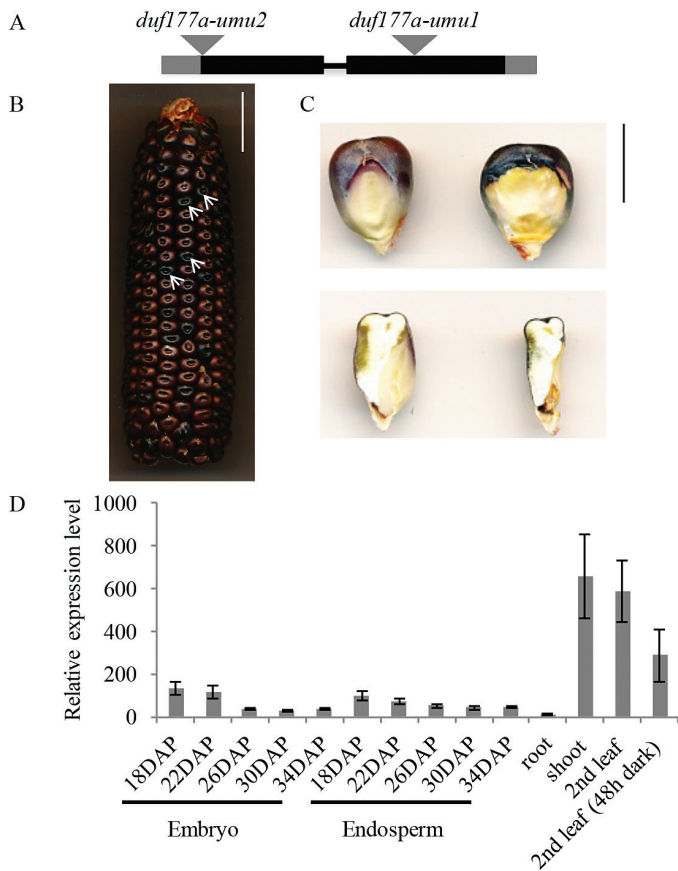 A
duf177a-umu2
duf177a-umu1
B
C
D
Relative expression level
1000
800
600
400
200
0
18DAP
22DAP
26DAP
30DAP
34DAP
18DAP
22DAP
26DAP
30DAP
34DAP
root
shoot
2nd leaf
2nd leaf (48h dark)
Embryo
Endosperm